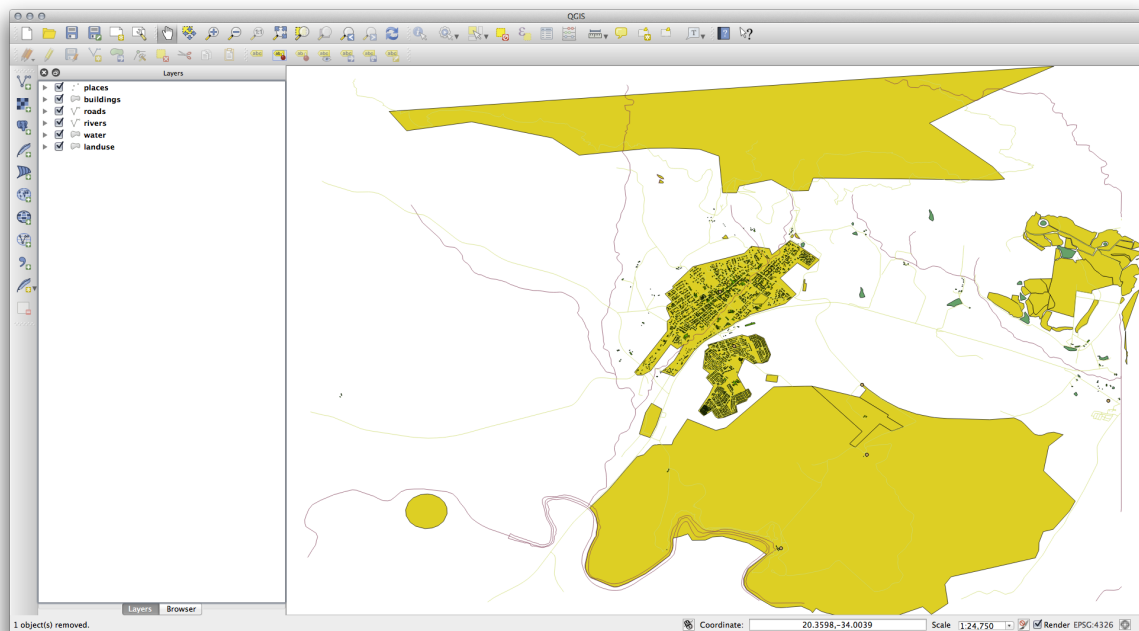 QGIS
Layers
places
buildings
roads
rivers
water
landuse
Layers
Browser
1 object(s) removed.
Coordinate:
20.3598,-34.0039
Scale
1:24,750
Render
EPSG:4326